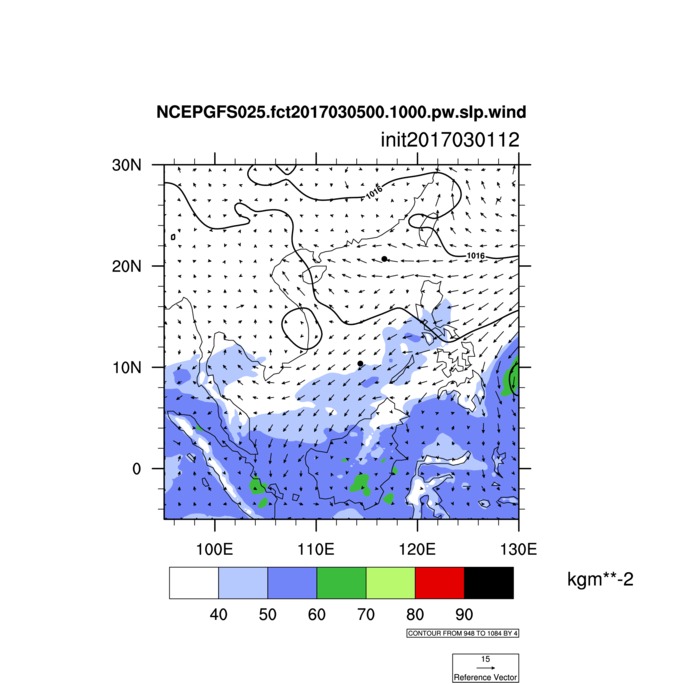 NCEPGFS025.fct2017030500.1000.pw.slp.wind
init2017030112
30N
1016
1016
20N
10N
0
100E 110E 120E 130E
kgm**-2
40 50 60 70 80 90
CONTOUR FROM 948 TO 1084 BY 4
15
Reference Vector